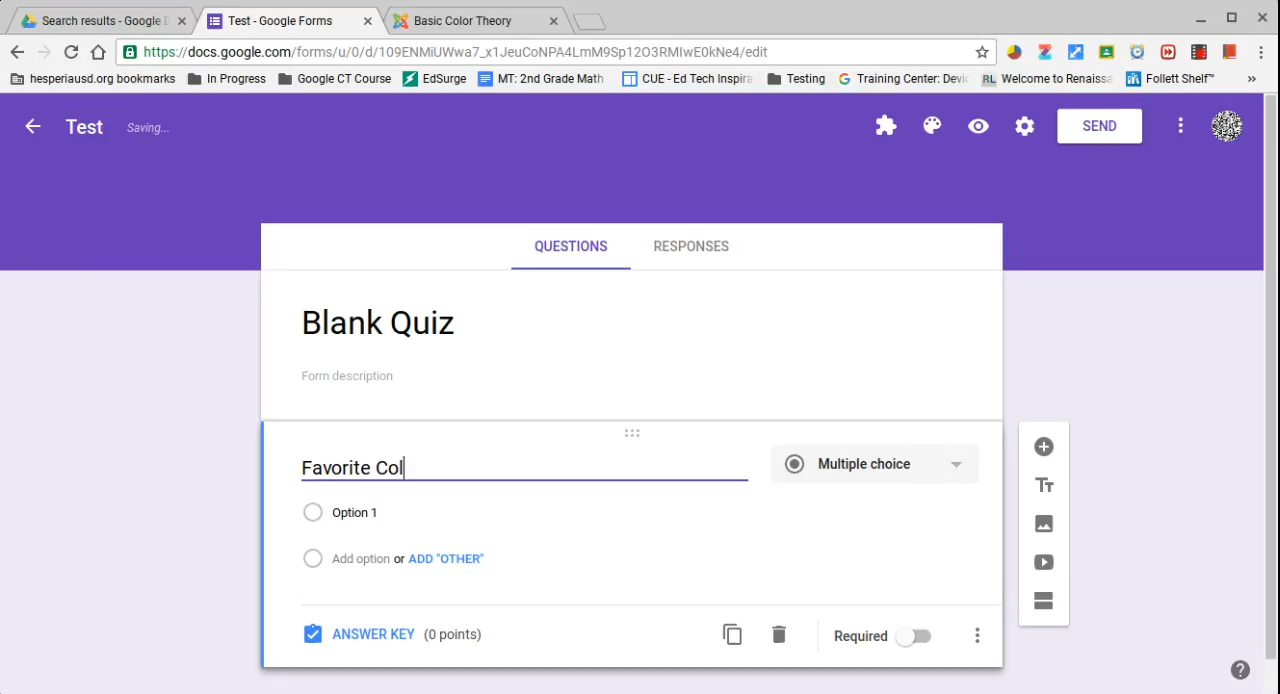 Search results - Google D
Test - Google Forms
Basic Color Theory
https://docs.google.com/forms/u/0/d/109ENMiUWwa7_x1JeuCoNPA4LmM9Sp12O3RMIwE0kNe4/edit
hesperiausd.org bookmarks In Progress Google CT Course EdSurge MT: 2nd Grade Math CUE - Ed Tech Inspira Testing Training Center: Devic RL Welcome to Renaissa Follett Shelf™ »
Test Saving... SEND
QUESTIONS RESPONSES
Blank Quiz
Form description
Favorite Col
Multiple choice
Option 1
Add option or ADD "OTHER"
ANSWER KEY (0 points) Required